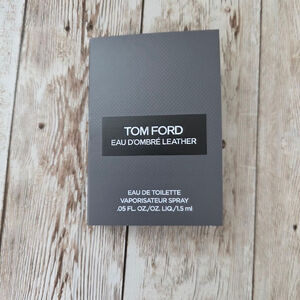 TOM FORD
EAU D'OMBRÉ LEATHER
EAU DE TOILETTE
VAPORISATEUR SPRAY
.05 FL. OZ./OZ. LIQ./1.5 ml